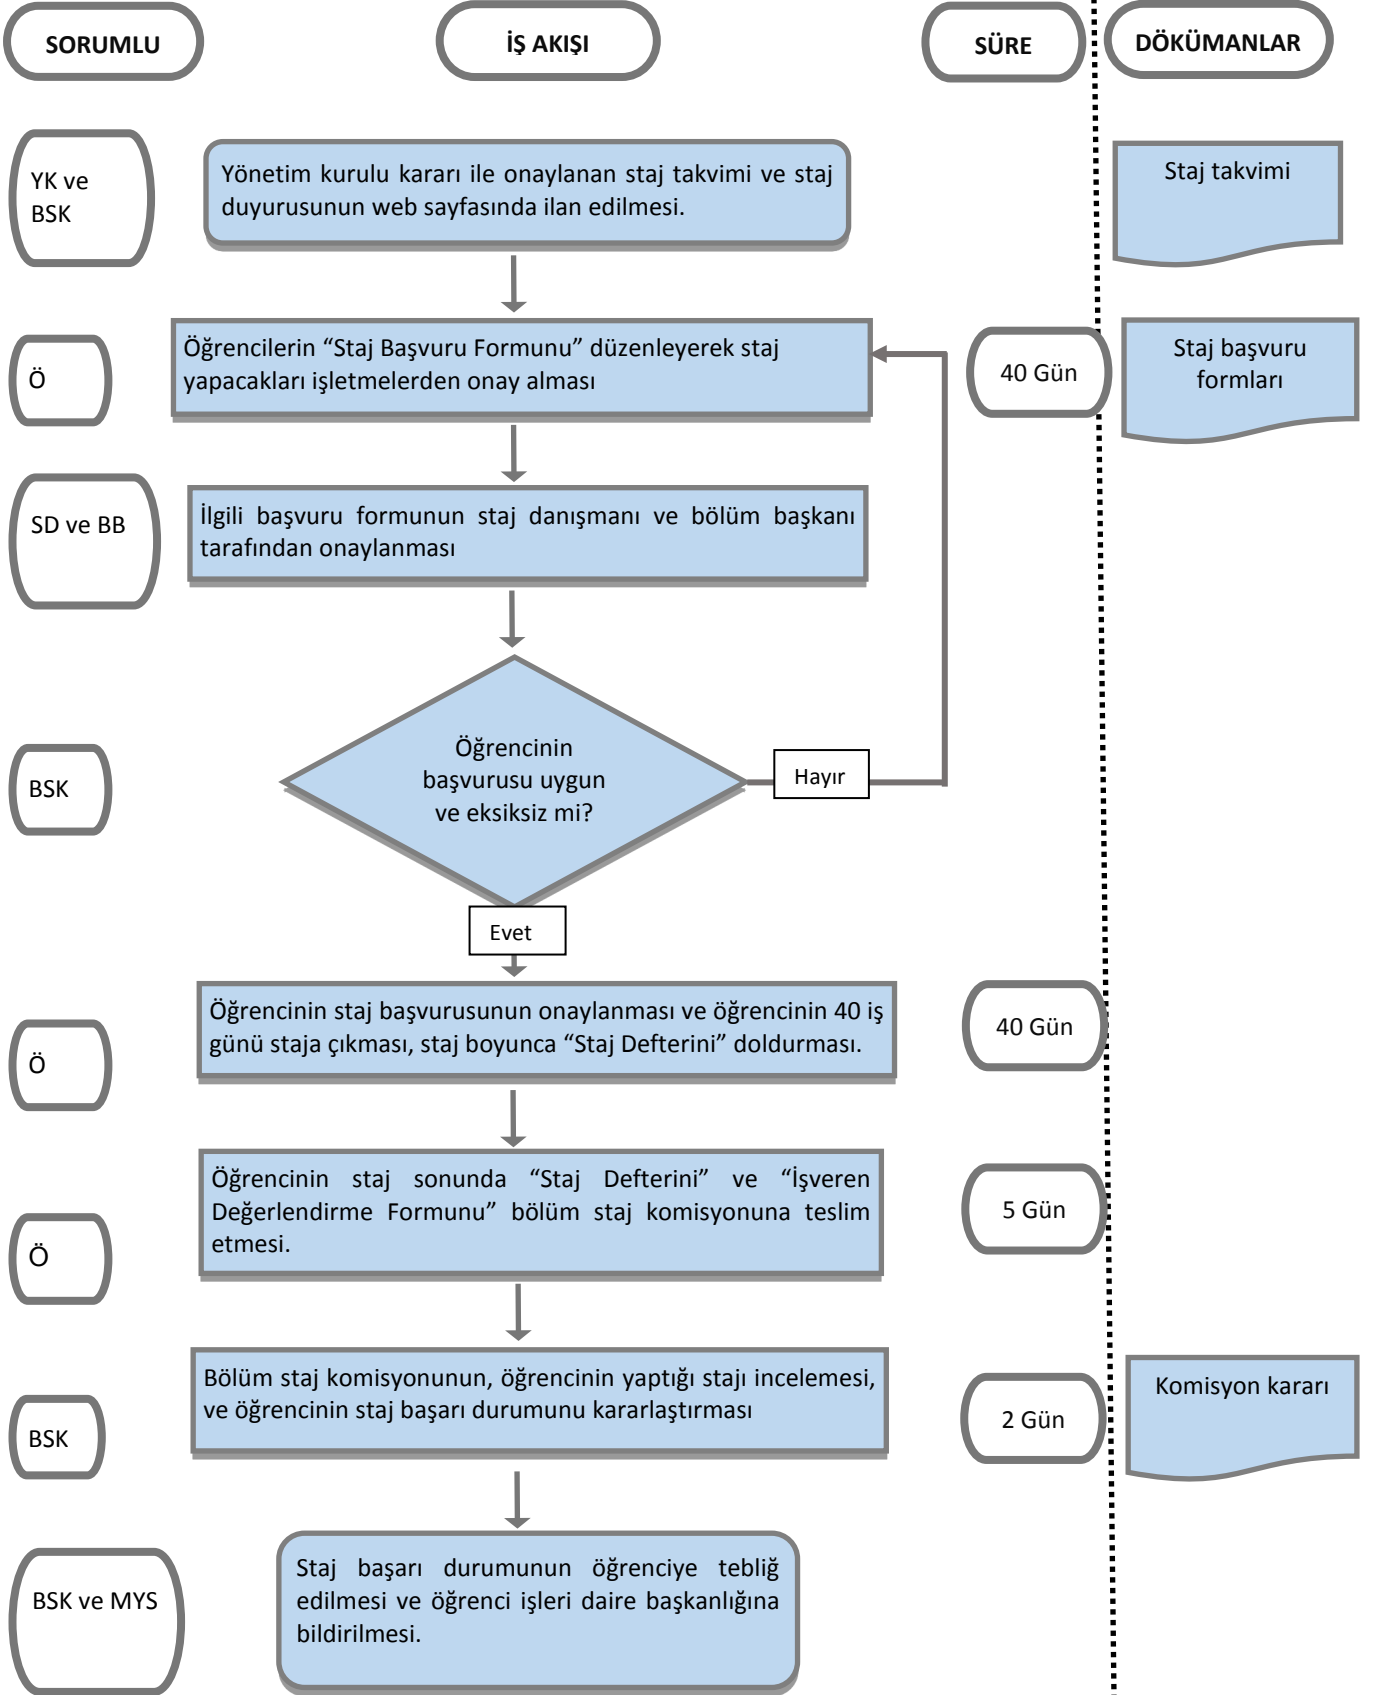 SORUMLU
İŞ AKIŞI
SÜRE
DÖKÜMANLAR
YK ve
BSK
Yönetim kurulu kararı ile onaylanan staj takvimi ve staj
duyurusunun web sayfasında ilan edilmesi.
Staj takvimi
Ö
Öğrencilerin “Staj Başvuru Formunu” düzenleyerek staj
yapacakları işletmelerden onay alması
40 Gün
Staj başvuru
formları
SD ve BB
İlgili başvuru formunun staj danışmanı ve bölüm başkanı
tarafından onaylanması
BSK
Öğrencinin
başvurusu uygun
ve eksiksiz mi?
Hayır
Evet
Ö
Öğrencinin staj başvurusunun onaylanması ve öğrencinin 40 iş
günü staja çıkması, staj boyunca “Staj Defterini” doldurması.
40 Gün
Ö
Öğrencinin staj sonunda “Staj Defterini” ve “İşveren
Değerlendirme Formunu” bölüm staj komisyonuna teslim
etmesi.
5 Gün
BSK
Bölüm staj komisyonunun, öğrencinin yaptığı stajı incelemesi,
ve öğrencinin staj başarı durumunu kararlaştırması
2 Gün
Komisyon kararı
BSK ve MYS
Staj başarı durumunun öğrenciye tebliğ
edilmesi ve öğrenci işleri daire başkanlığına
bildirilmesi.